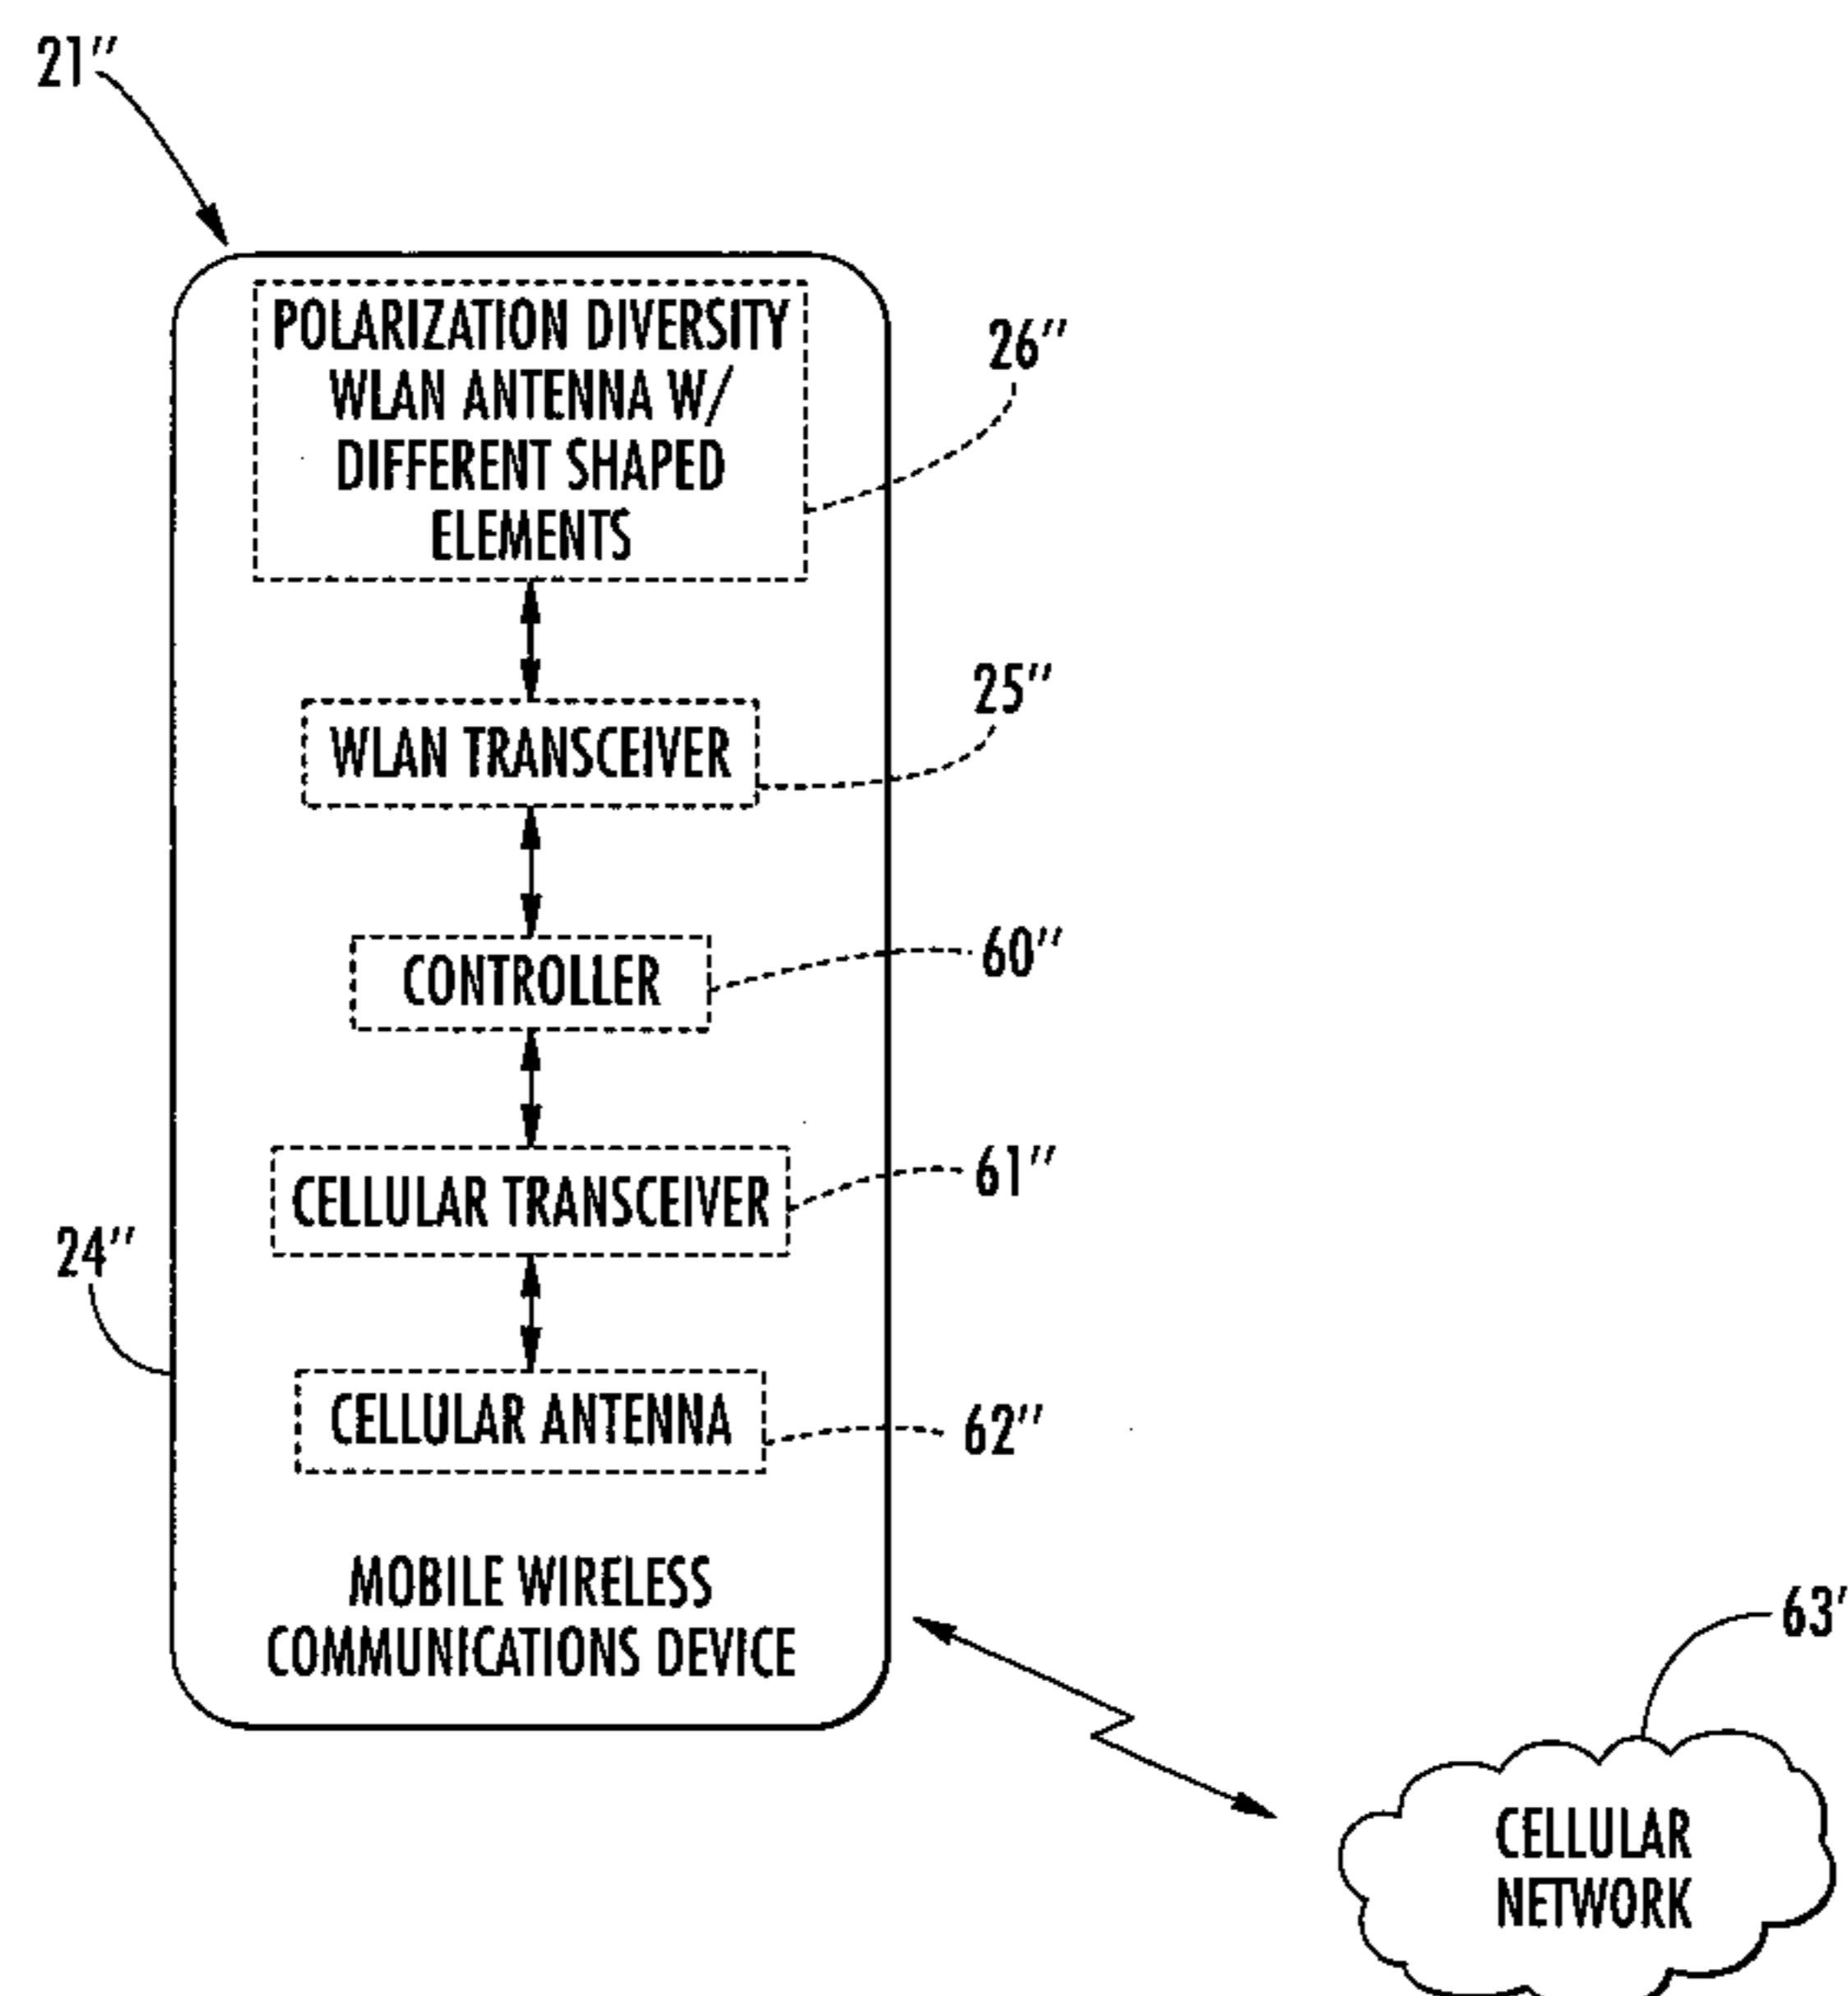 21″
POLARIZATION DIVERSITY
WLAN ANTENNA W/
DIFFERENT SHAPED
ELEMENTS
26″
WLAN TRANSCEIVER
25″
CONTROLLER
60″
CELLULAR TRANSCEIVER
61″
24″
CELLULAR ANTENNA
62″
MOBILE WIRELESS
COMMUNICATIONS DEVICE
63′
CELLULAR
NETWORK